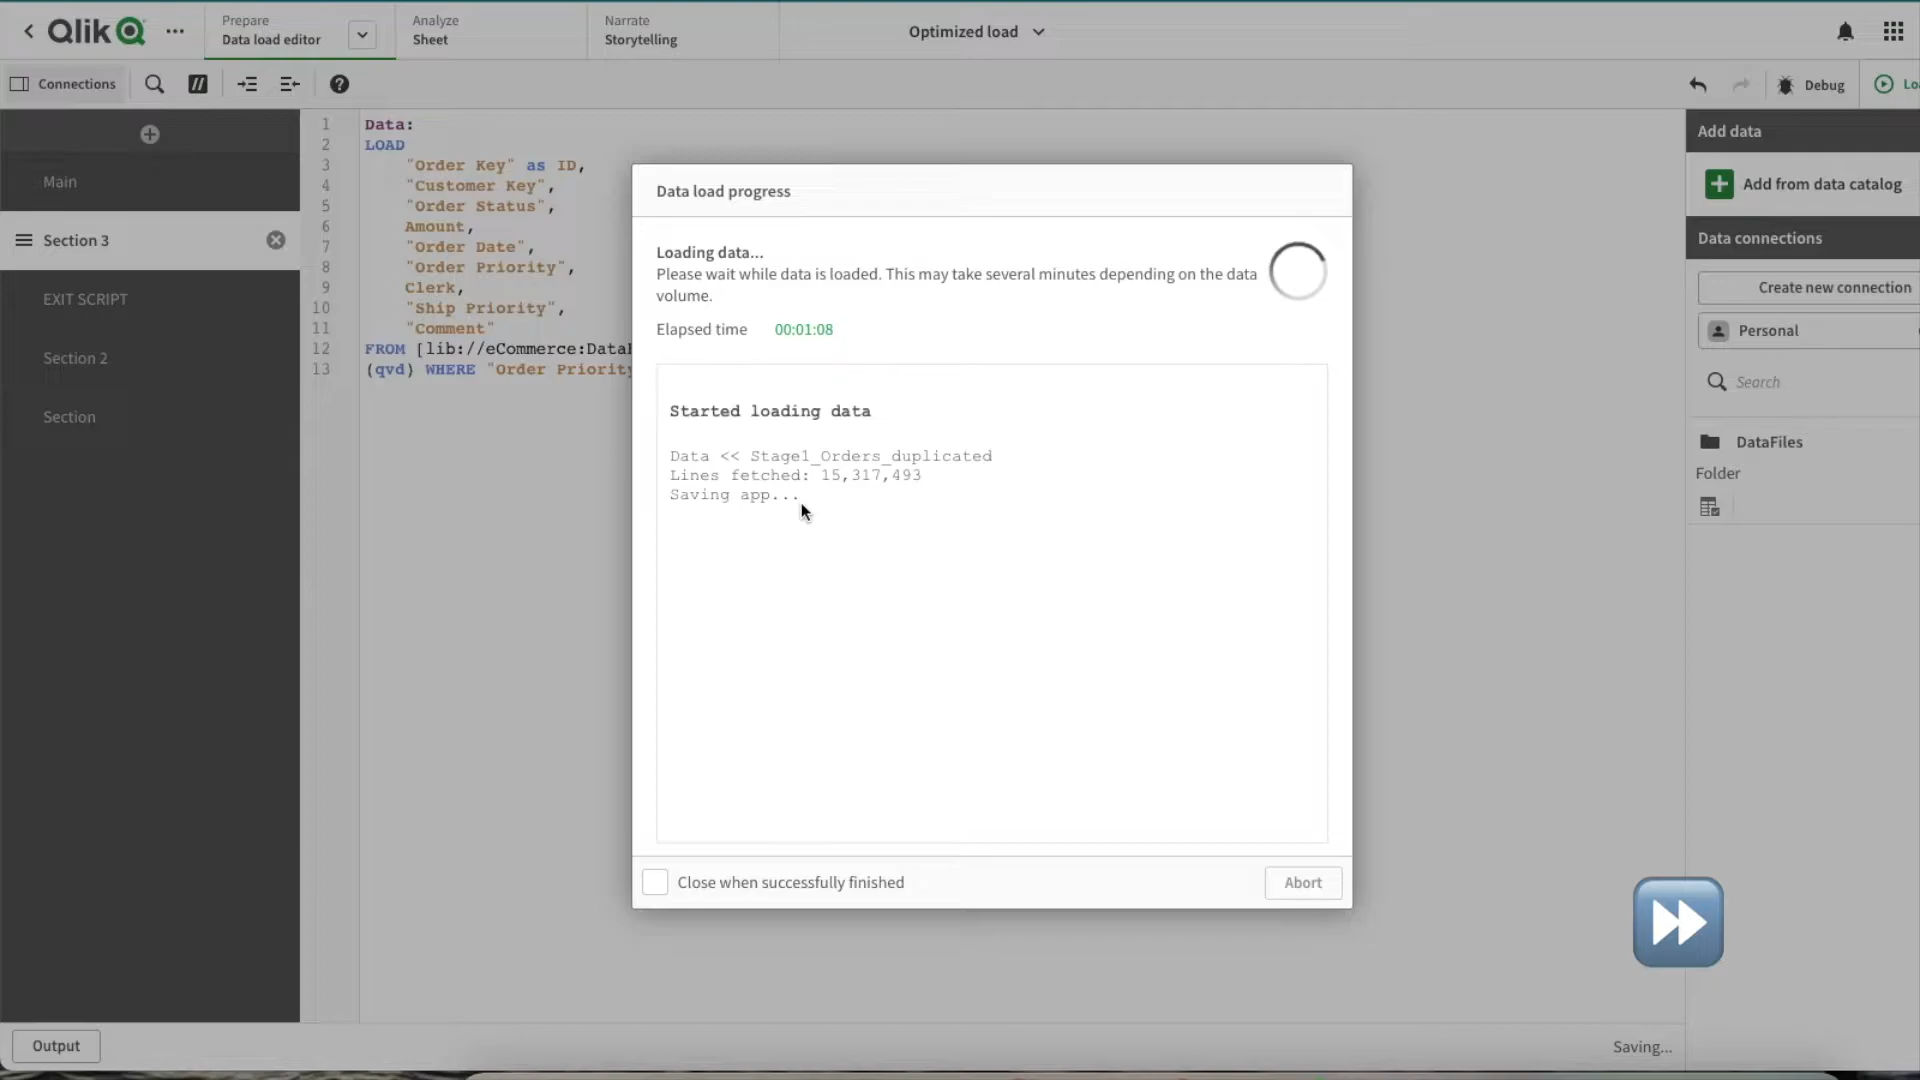 Qlik
Prepare
Data load editor
Analyze
Sheet
Narrate
Storytelling
Optimized load
Connections
Debug
Main
Section 3
EXIT SCRIPT
Section 2
Section
1 Data:
2 LOAD
3 "Order Key" as ID,
4 "Customer Key",
5 "Order Status",
6 Amount,
7 "Order Date",
8 "Order Priority",
9 Clerk,
10 "Ship Priority",
11 "Comment"
12 FROM [lib://eCommerce:Data
13 (qvd) WHERE "Order Priority
Data load progress
Loading data...
Please wait while data is loaded. This may take several minutes depending on the data
volume.
Elapsed time 00:01:08
Started loading data
Data << Stage1_Orders_duplicated
Lines fetched: 15,317,493
Saving app...
Close when successfully finished
Abort
Add data
Add from data catalog
Data connections
Create new connection
Personal
Search
DataFiles
Folder
Output
Saving...